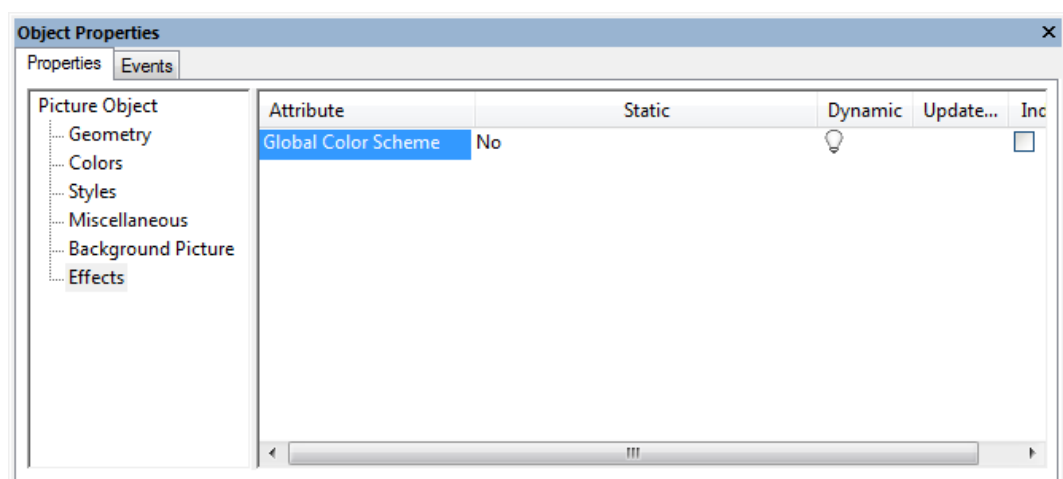 Object Properties
Properties Events
Picture Object
Geometry
Colors
Styles
Miscellaneous
Background Picture
Effects
Attribute Static Dynamic Update... Inc
Global Color Scheme No